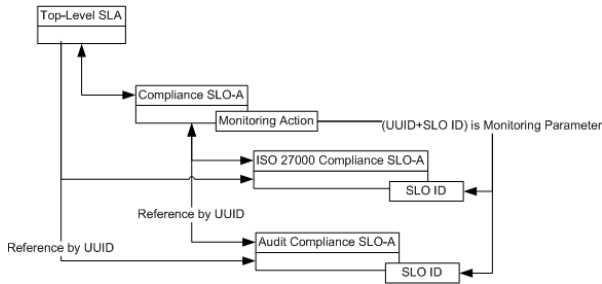 Top-Level SLA
Compliance SLO-A
Monitoring Action
(UUID+SLO ID) is Monitoring Parameter
ISO 27000 Compliance SLO-A
SLO ID
Reference by UUID
Audit Compliance SLO-A
Reference by UUID
SLO ID